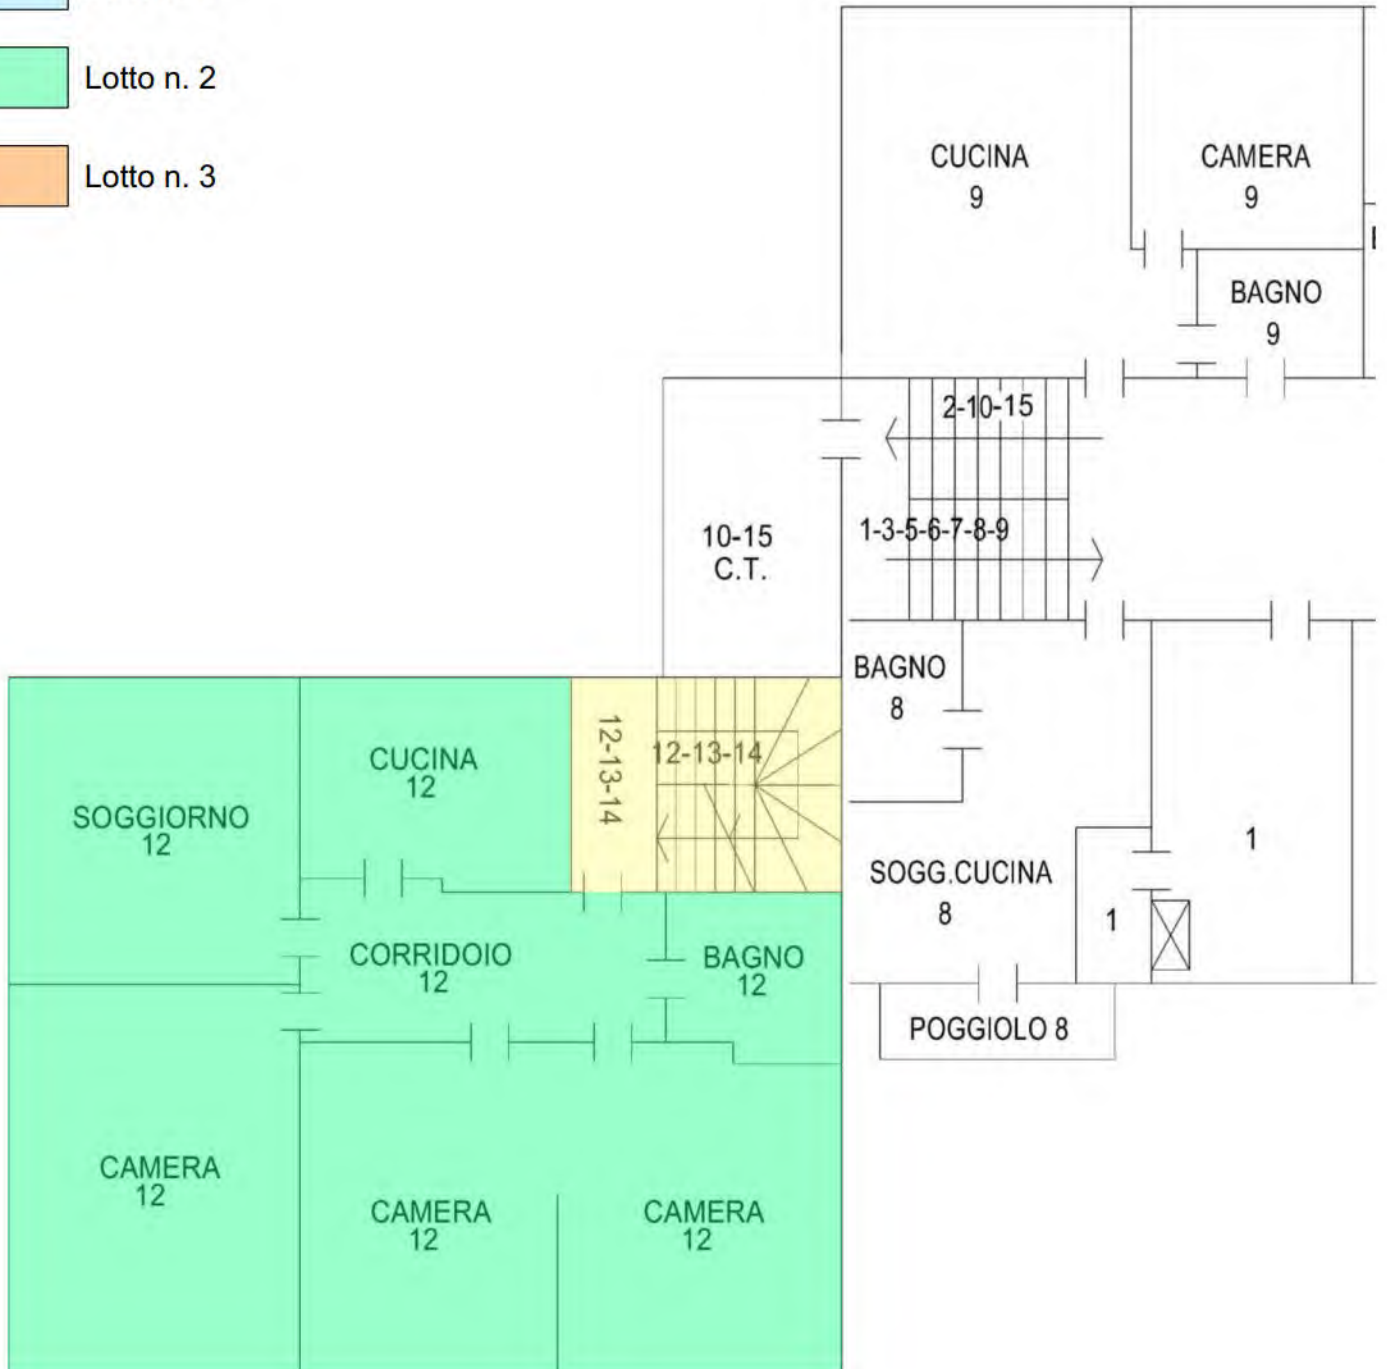 Lotto n. 2
Lotto n. 3
CUCINA
9
CAMERA
9
BAGNO
9
2-10-15
1-3-5-6-7-8-9
10-15
C.T.
BAGNO
8
SOGG.CUCINA
8
1
1
POGGIOLO 8
SOGGIORNO
12
CUCINA
12
12-13-14
12-13-14
CORRIDOIO
12
BAGNO
12
CAMERA
12
CAMERA
12
CAMERA
12